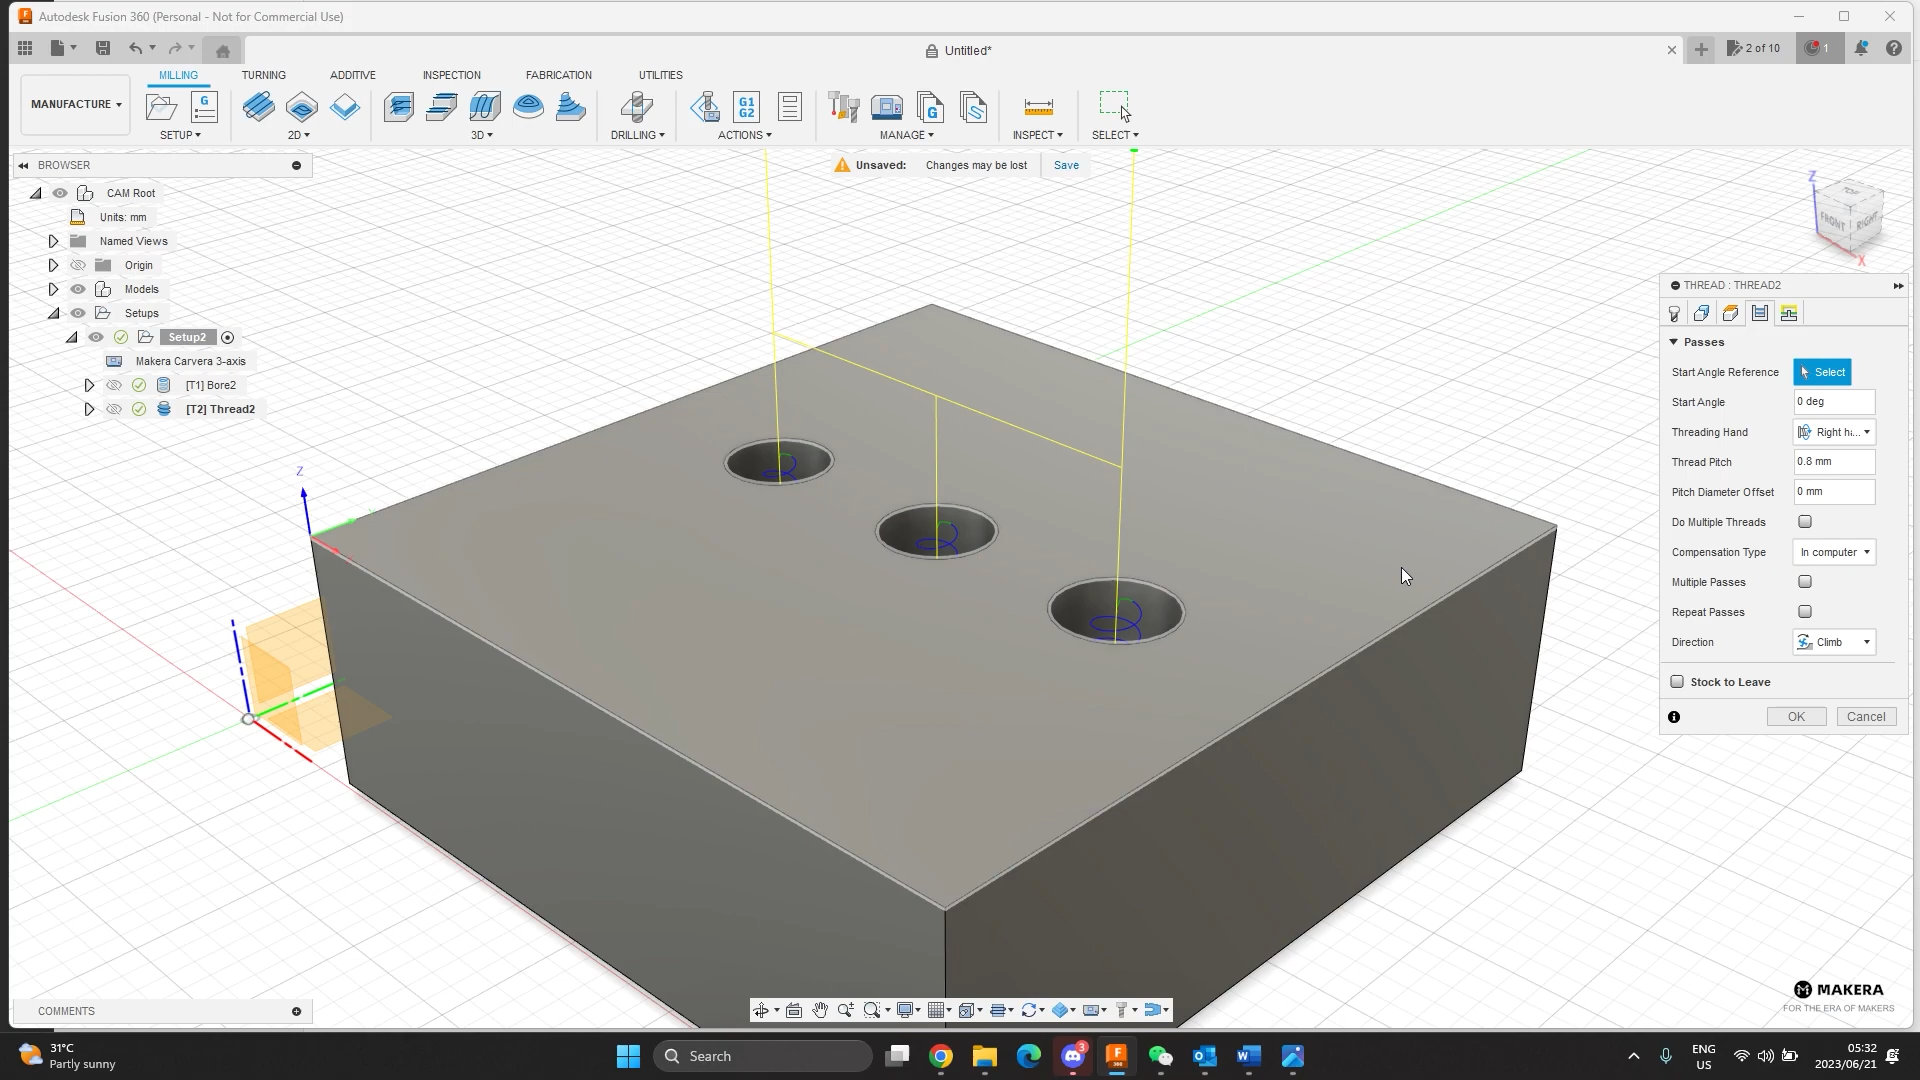 Autodesk Fusion 360 (Personal - Not for Commercial Use)
Untitled*
2 of 10
1
MANUFACTURE
MILLING
TURNING
ADDITIVE
INSPECTION
FABRICATION
UTILITIES
G
G1
G2
G
SETUP
2D
3D
DRILLING
ACTIONS
MANAGE
INSPECT
SELECT
BROWSER
Unsaved: Changes may be lost Save
CAM Root
Units: mm
Named Views
Origin
Models
Setups
Setup2
Makera Carvera 3-axis
[T1] Bore2
[T2] Thread2
Z
Z
TOP
FRONT
RIGHT
X
THREAD : THREAD2
Passes
Start Angle Reference Select
Start Angle 0 deg
Threading Hand Right h...
Thread Pitch 0.8 mm
Pitch Diameter Offset 0 mm
Do Multiple Threads
Compensation Type In computer
Multiple Passes
Repeat Passes
Direction Climb
Stock to Leave
OK Cancel
MAKERA
FOR THE ERA OF MAKERS
COMMENTS
31°C
Partly sunny
Search
3
F
360
W
ENG
US
05:32
2023/06/21